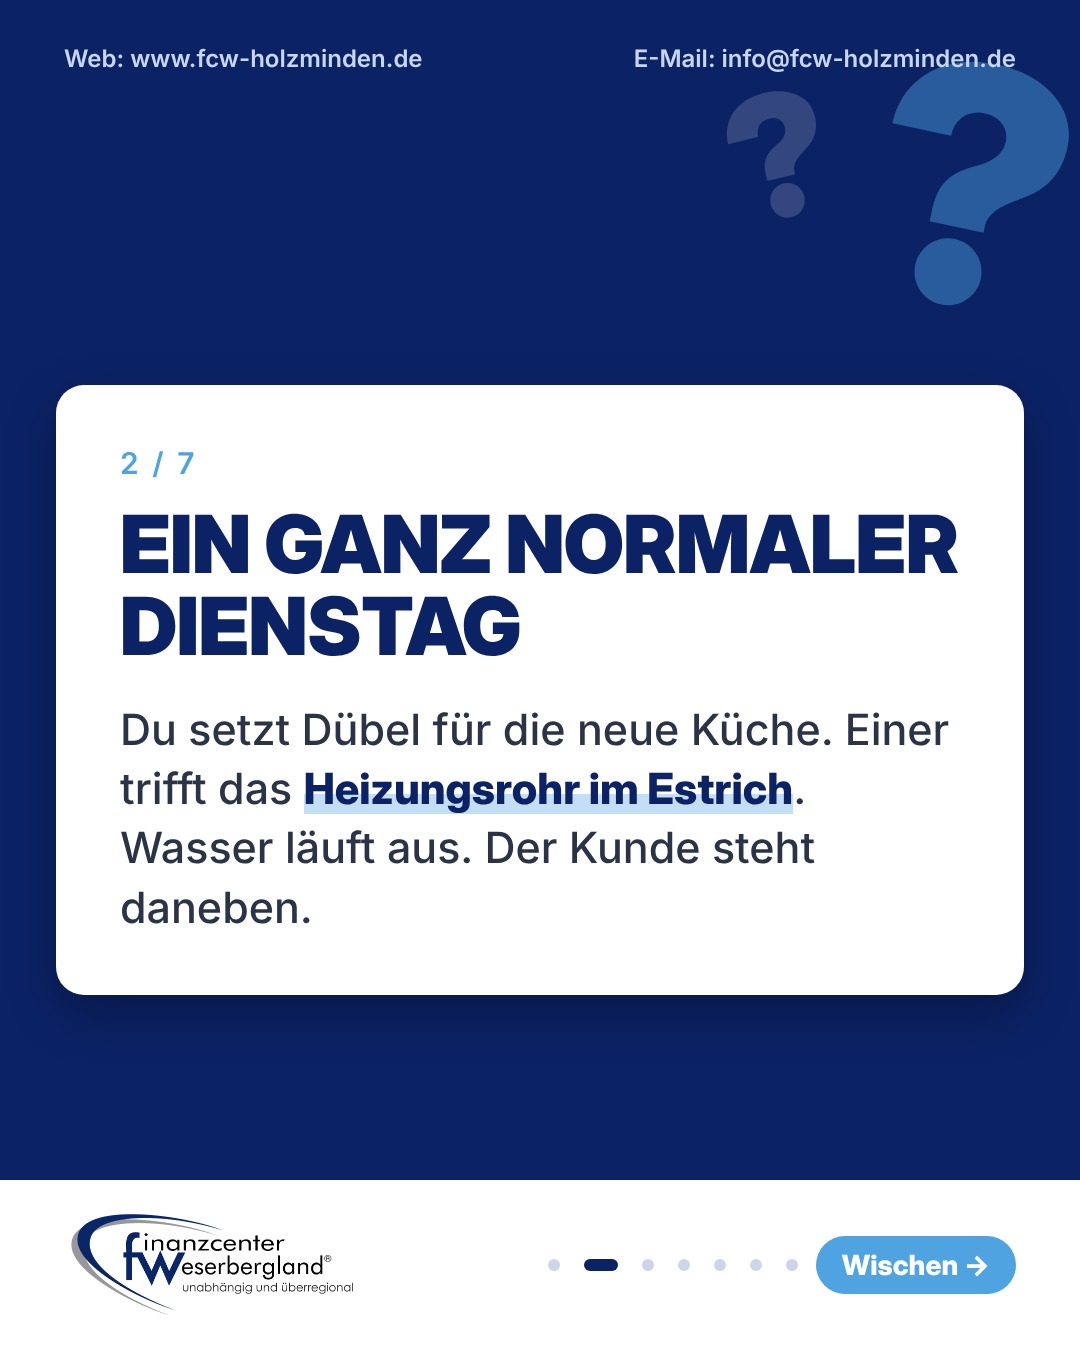 Web: www.fcw-holzminden.de
E-Mail: info@fcw-holzminden.de
? ?
2 / 7
EIN GANZ NORMALER
DIENSTAG
Du setzt Dübel für die neue Küche. Einer
trifft das Heizungsrohr im Estrich.
Wasser läuft aus. Der Kunde steht
daneben.
finanzcenter
weserbergland®
unabhängig und überregional
Wischen →